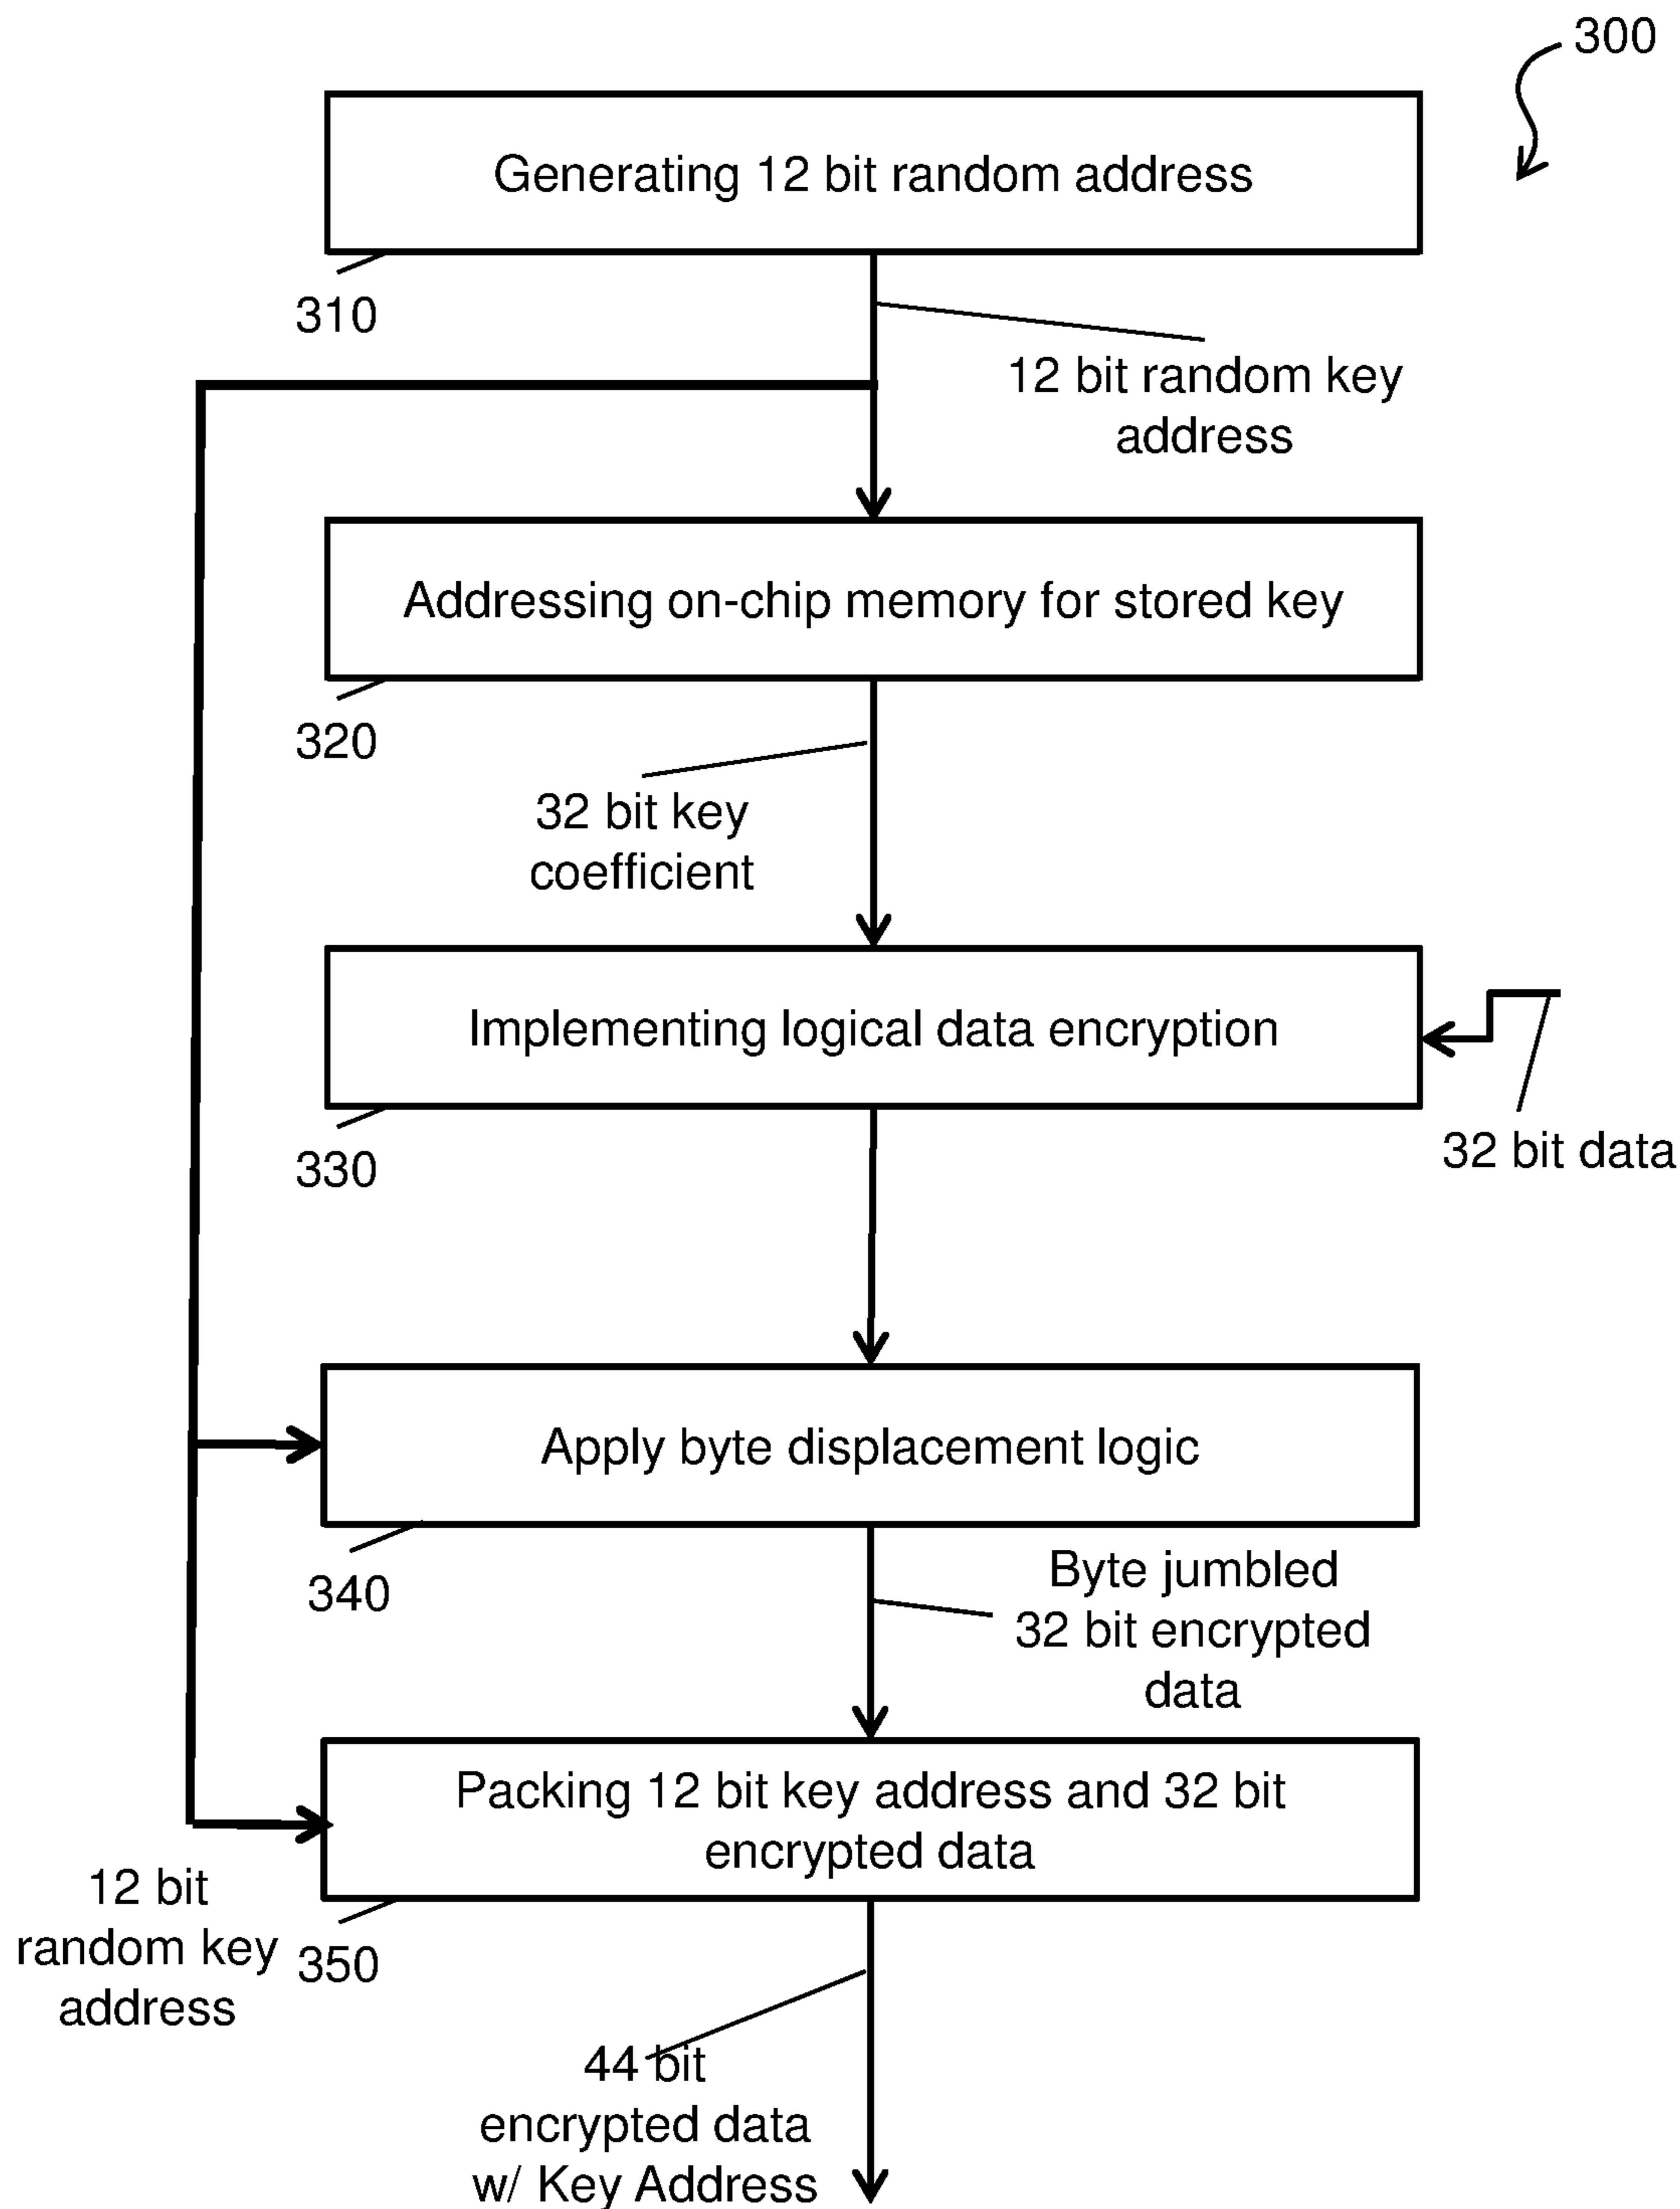 300
Generating 12 bit random address
310
12 bit random key
address
Addressing on-chip memory for stored key
320
32 bit key
coefficient
Implementing logical data encryption
330
32 bit data
Apply byte displacement logic
340
Byte jumbled
32 bit encrypted
data
Packing 12 bit key address and 32 bit
encrypted data
12 bit
random key
address
350
44 bit
encrypted data
w/ Key Address